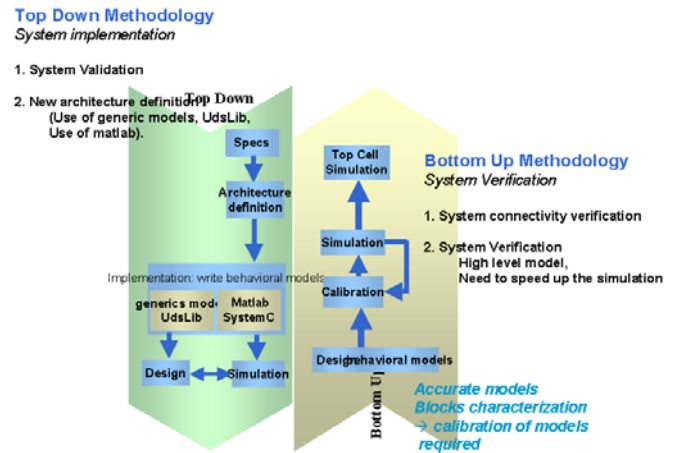 Top Down Methodology
System implementation
1. System Validation
2. New architecture definition
(Use of generic models, UdsLib,
Use of matlab).
Top Down
Specs
Architecture
definition
Implementation: write behavioral models
generics mode
UdsLib
Matlab
SystemC
Design
Simulation
Top Cell
Simulation
Simulation
Calibration
Design
behavioral models
Bottom Up
Bottom Up Methodology
System Verification
1. System connectivity verification
2. System Verification
High level model,
Need to speed up the simulation
Accurate models
Blocks characterization
→ calibration of models
required